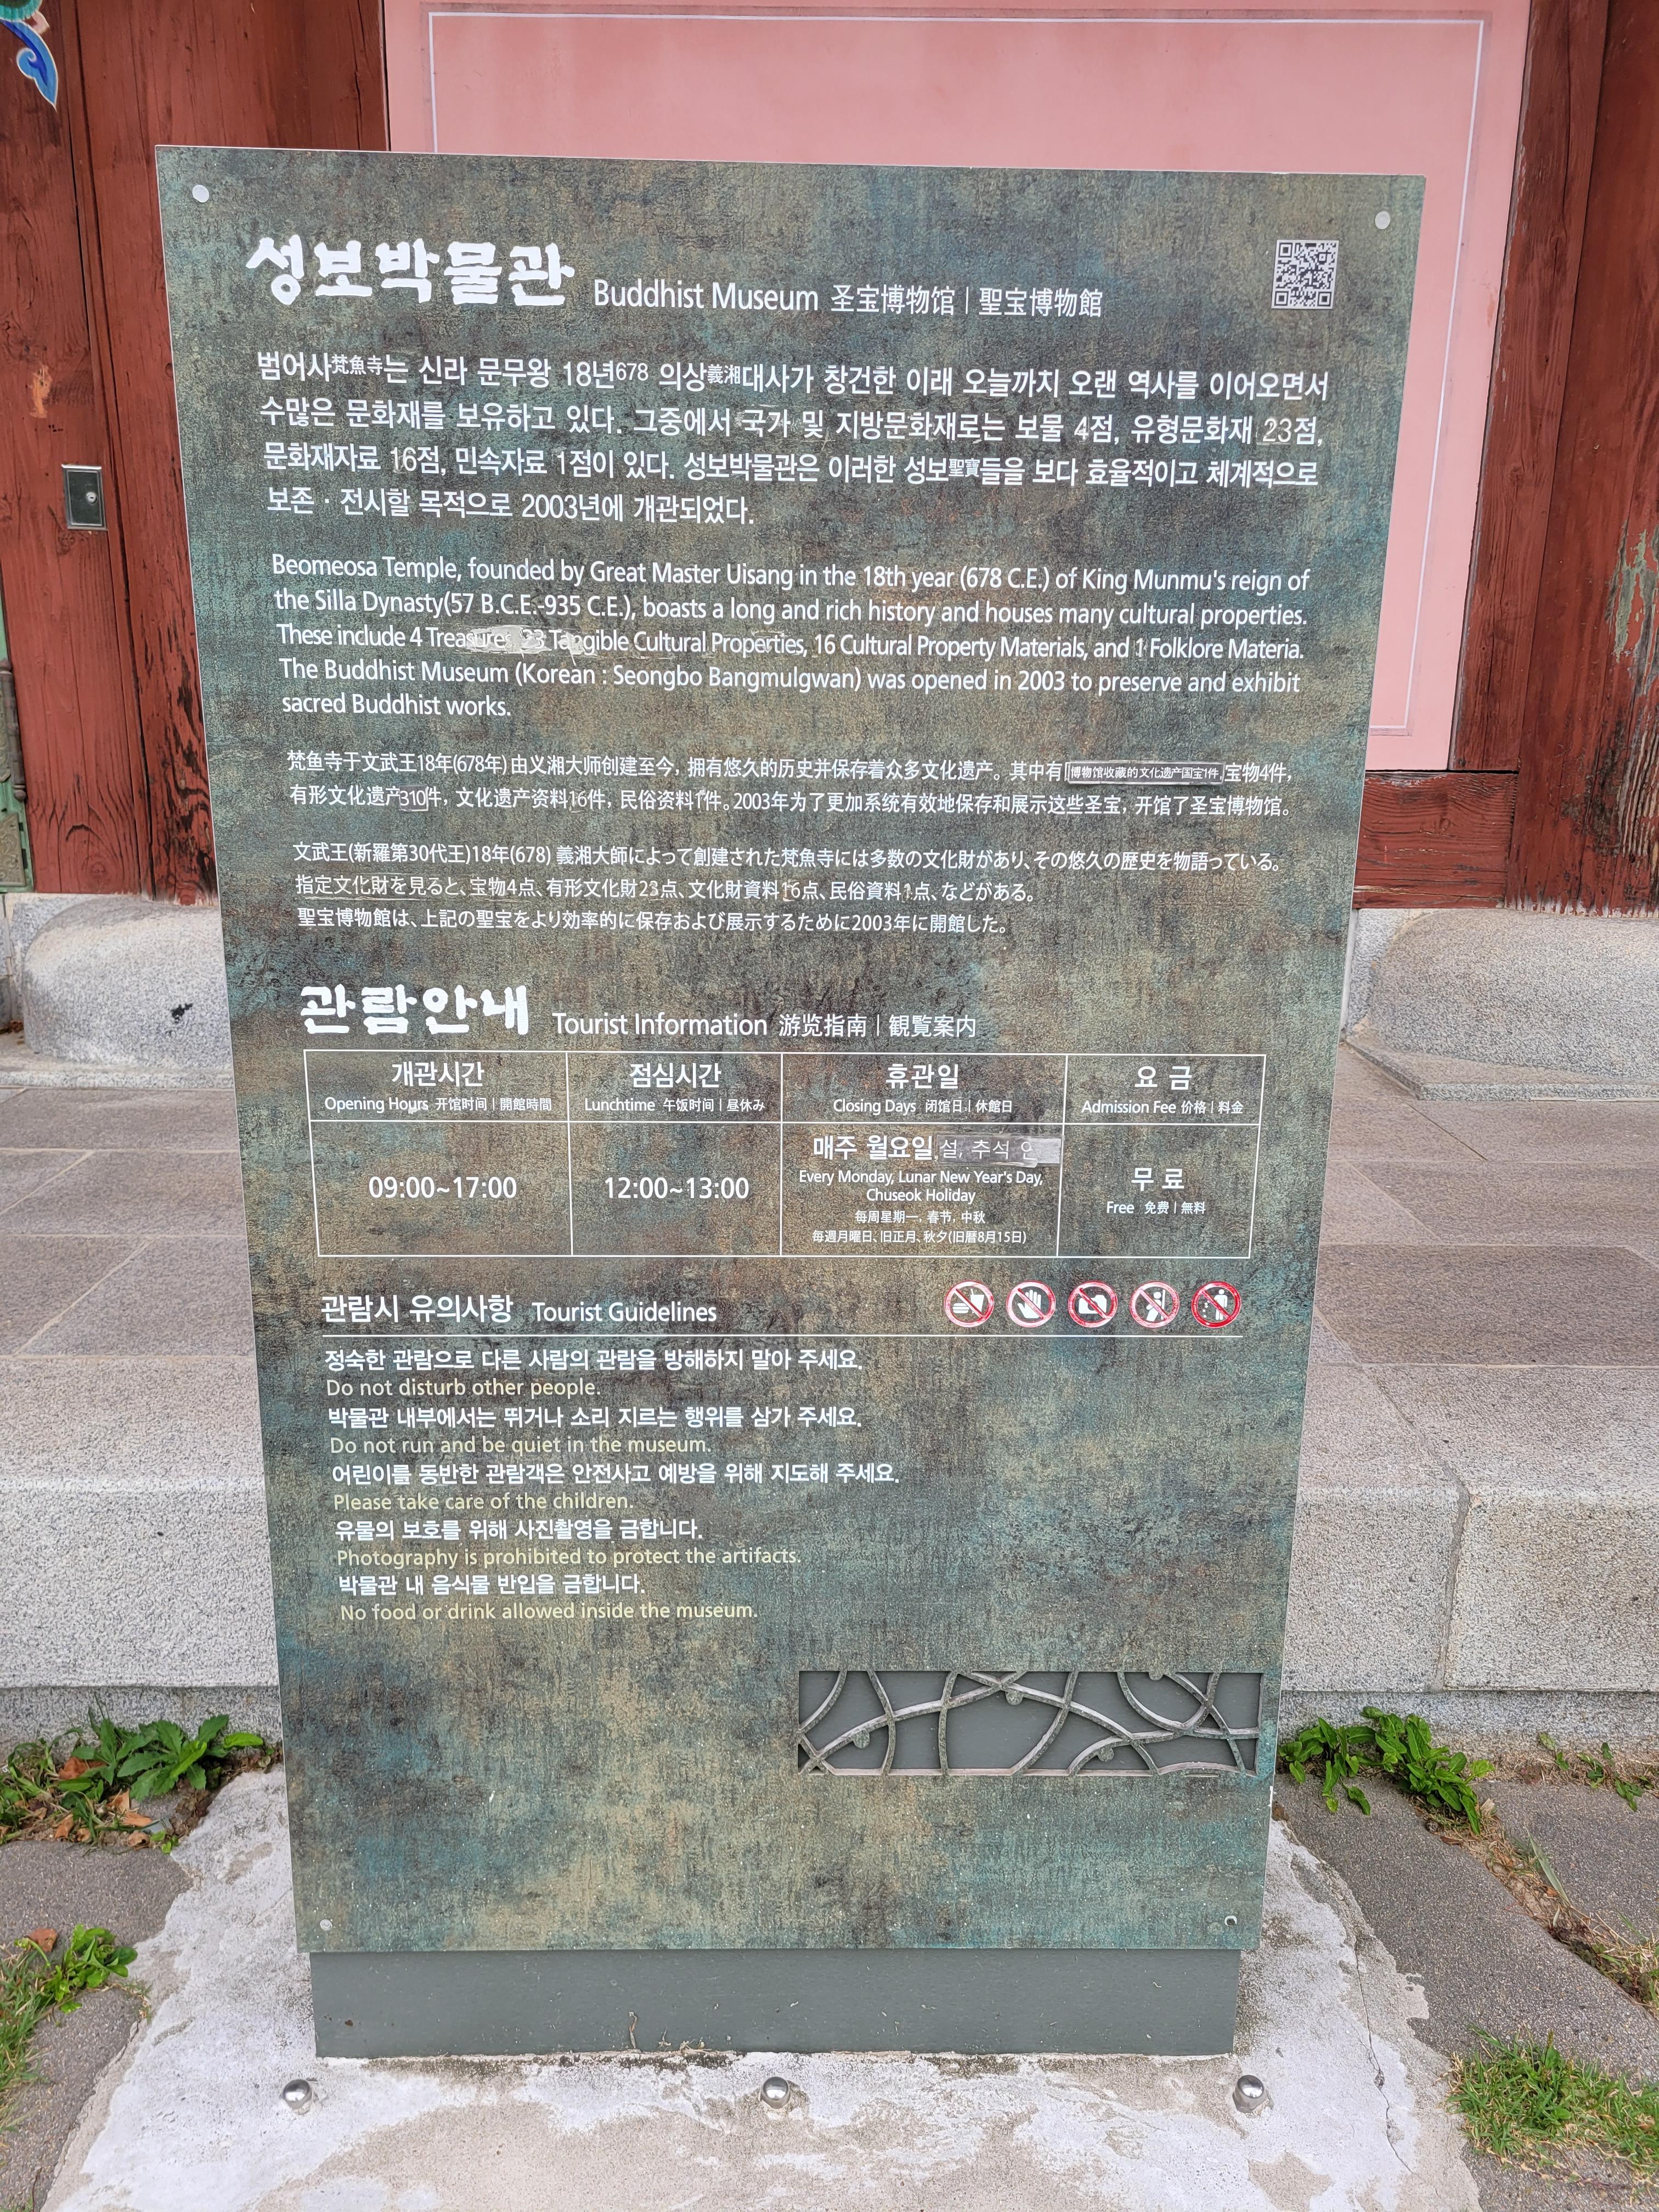 성보박물관 Buddhist Museum 圣宝博物馆 | 聖宝博物館
범어사梵魚寺는 신라 문무왕 18년678 의상義湘대사가 창건한 이래 오늘까지 오랜 역사를 이어오면서
수많은 문화재를 보유하고 있다. 그중에서 국가 및 지방문화재로는 보물 4점, 유형문화재 23점,
문화재자료 16점, 민속자료 1점이 있다. 성보박물관은 이러한 성보聖寶들을 보다 효율적이고 체계적으로
보존 · 전시할 목적으로 2003년에 개관되었다.
Beomeosa Temple, founded by Great Master Uisang in the 18th year (678 C.E.) of King Munmu's reign of
the Silla Dynasty(57 B.C.E.-935 C.E.), boasts a long and rich history and houses many cultural properties.
These include 4 Treasures, 23 Tangible Cultural Properties, 16 Cultural Property Materials, and 1 Folklore Materia.
The Buddhist Museum (Korean : Seongbo Bangmulgwan) was opened in 2003 to preserve and exhibit
sacred Buddhist works.
梵鱼寺于文武王18年(678年) 由义湘大师创建至今, 拥有悠久的历史并保存着众多文化遗产。其中有博物馆收藏的文化遗产国宝1件, 宝物4件,
有形文化遗产310件, 文化遗产资料16件, 民俗资料1件。2003年为了更加系统有效地保存和展示这些圣宝, 开馆了圣宝博物馆。
文武王(新羅第30代王)18年(678) 義湘大師によって創建された梵魚寺には多数の文化財があり、その悠久の歴史を物語っている。
指定文化財を見ると、宝物4点、有形文化財23点、文化財資料16点、民俗資料1点、などがある。
聖宝博物館は、上記の聖宝をより効率的に保存および展示するために2003年に開館した。
관람안내 Tourist Information 游览指南 | 観覧案内
개관시간 점심시간 휴관일 요 금
Opening Hours 开馆时间 | 開館時間 Lunchtime 午饭时间 | 昼休み Closing Days 闭馆日 | 休館日 Admission Fee 价格 | 料金
09:00~17:00
12:00~13:00
매주 월요일, 설, 추석
Every Monday, Lunar New Year's Day,
Chuseok Holiday
每周星期一, 春节, 中秋
毎週月曜日、旧正月、秋夕(旧暦8月15日)
무 료
Free 免费 | 無料
관람시 유의사항 Tourist Guidelines
정숙한 관람으로 다른 사람의 관람을 방해하지 말아 주세요.
Do not disturb other people.
박물관 내부에서는 뛰거나 소리 지르는 행위를 삼가 주세요.
Do not run and be quiet in the museum.
어린이를 동반한 관람객은 안전사고 예방을 위해 지도해 주세요.
Please take care of the children.
유물의 보호를 위해 사진촬영을 금합니다.
Photography is prohibited to protect the artifacts.
박물관 내 음식물 반입을 금합니다.
No food or drink allowed inside the museum.